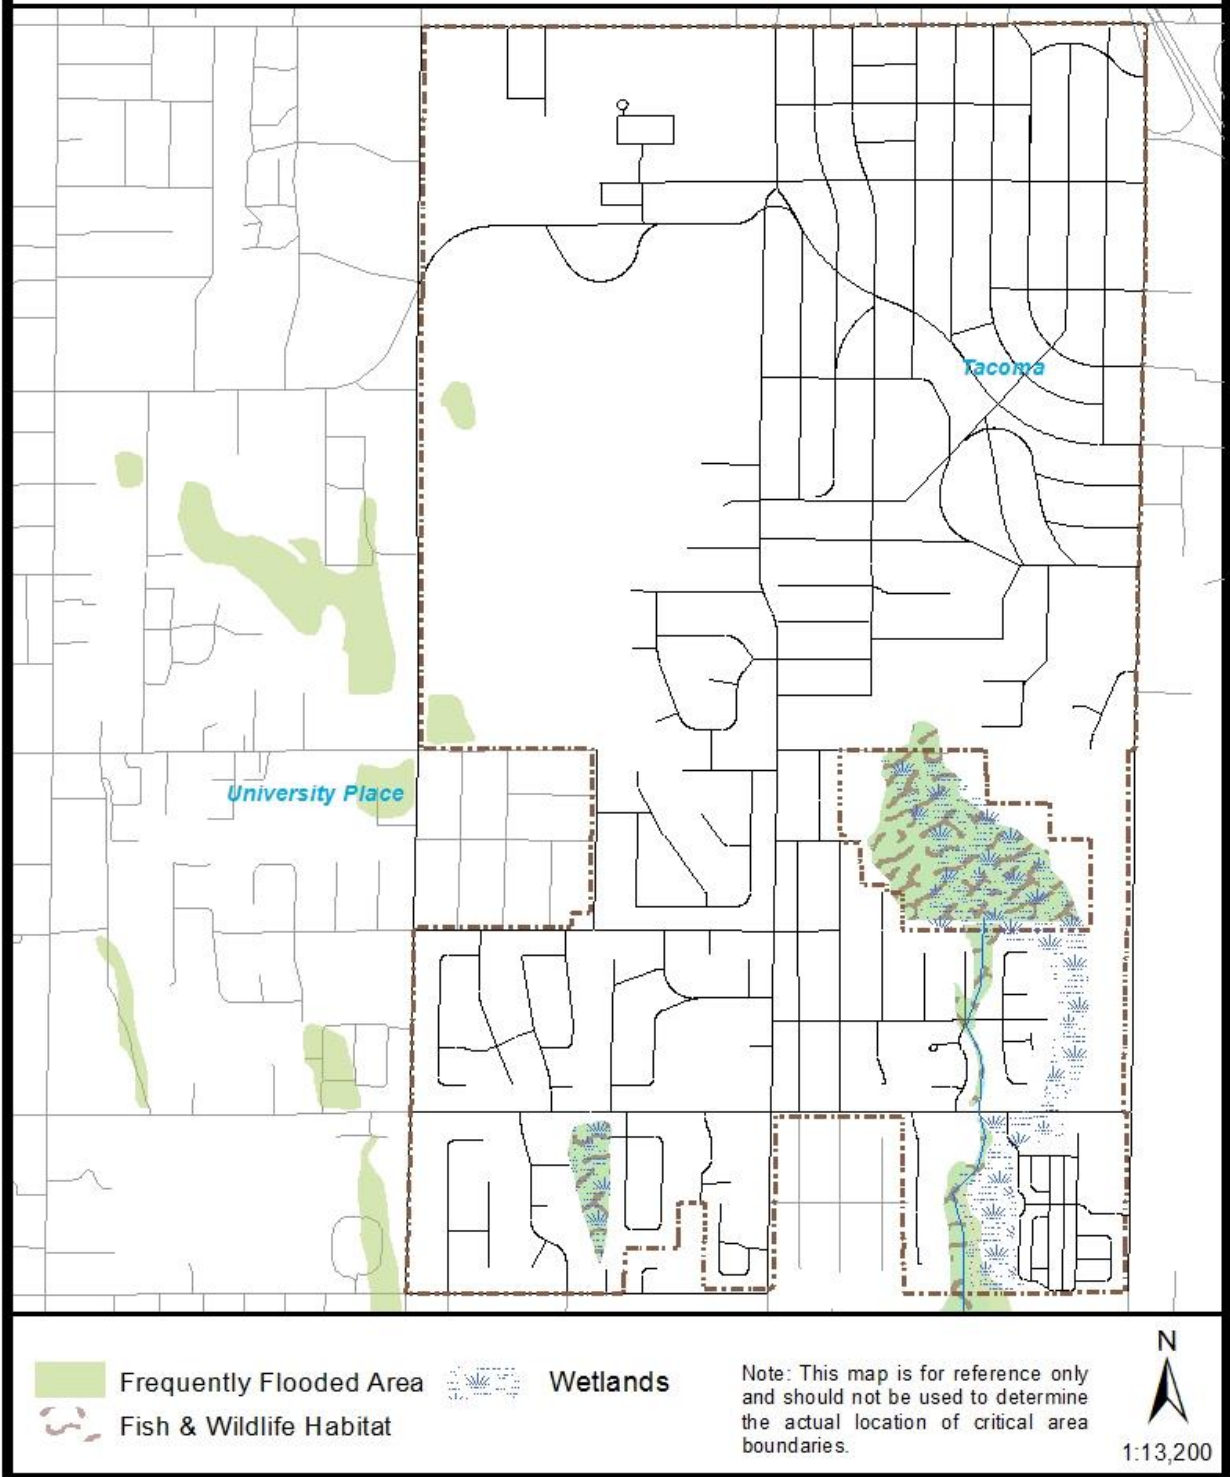 Tacoma
University Place
Frequently Flooded Area
Fish & Wildlife Habitat
Wetlands
Note: This map is for reference only
and should not be used to determine
the actual location of critical area
boundaries.
N
1:13,200